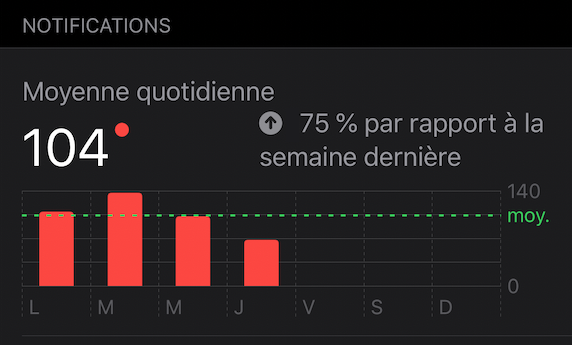 NOTIFICATIONS
Moyenne quotidienne
104
75 % par rapport à la
semaine dernière
140
moy.
0
L M M J V S D